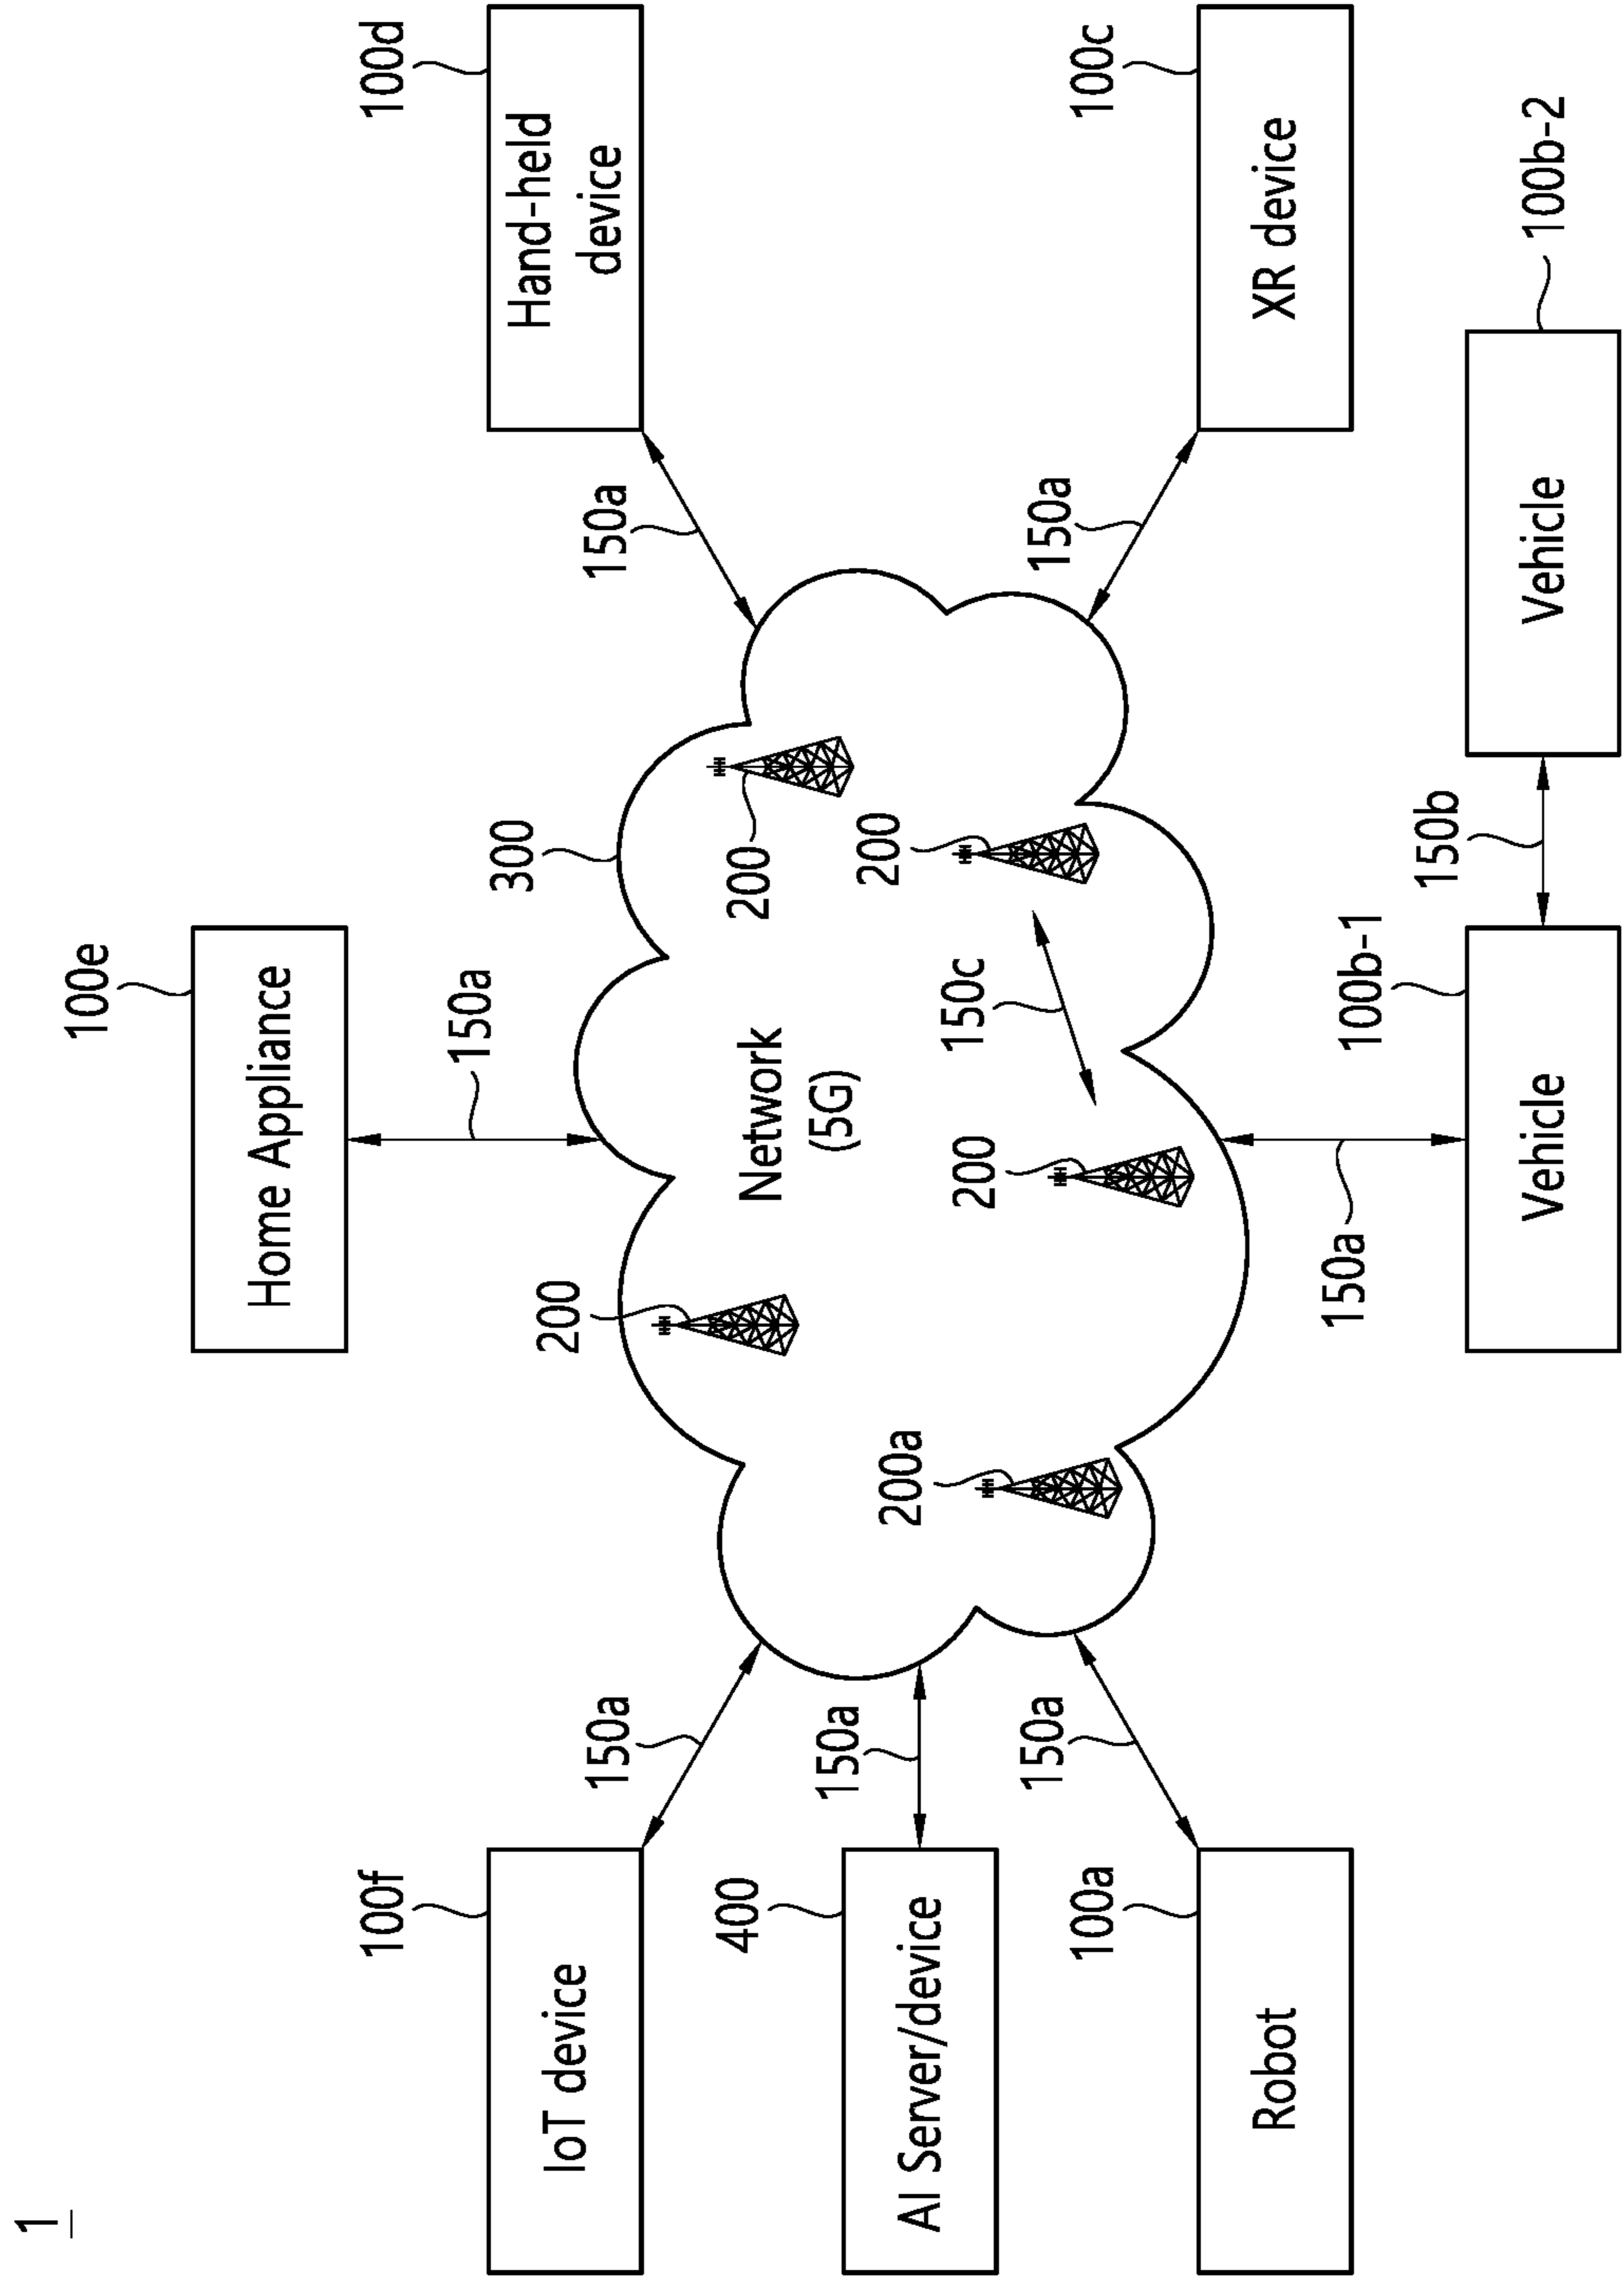 1
100e
Home Appliance
150a
300
100f
IoT device
150a
200
Network
(5G)
200
150a
100d
Hand-held
device
400
AI Server/device
150a
200a
200
150c
200
100a
Robot
150a
150a
100c
XR device
150a
100b-1
Vehicle
150b
100b-2
Vehicle